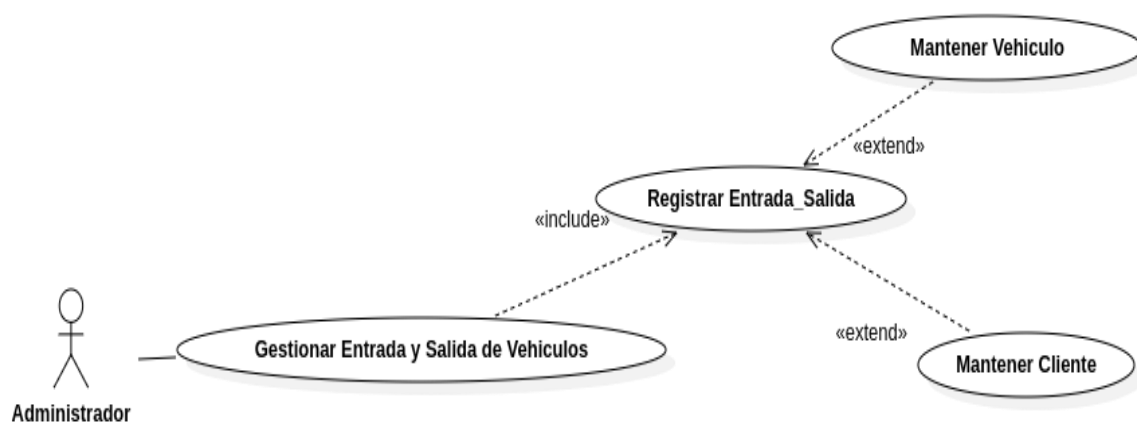 Mantener Vehiculo
«extend»
Registrar Entrada_Salida
«include»
Gestionar Entrada y Salida de Vehiculos
«extend»
Mantener Cliente
Administrador